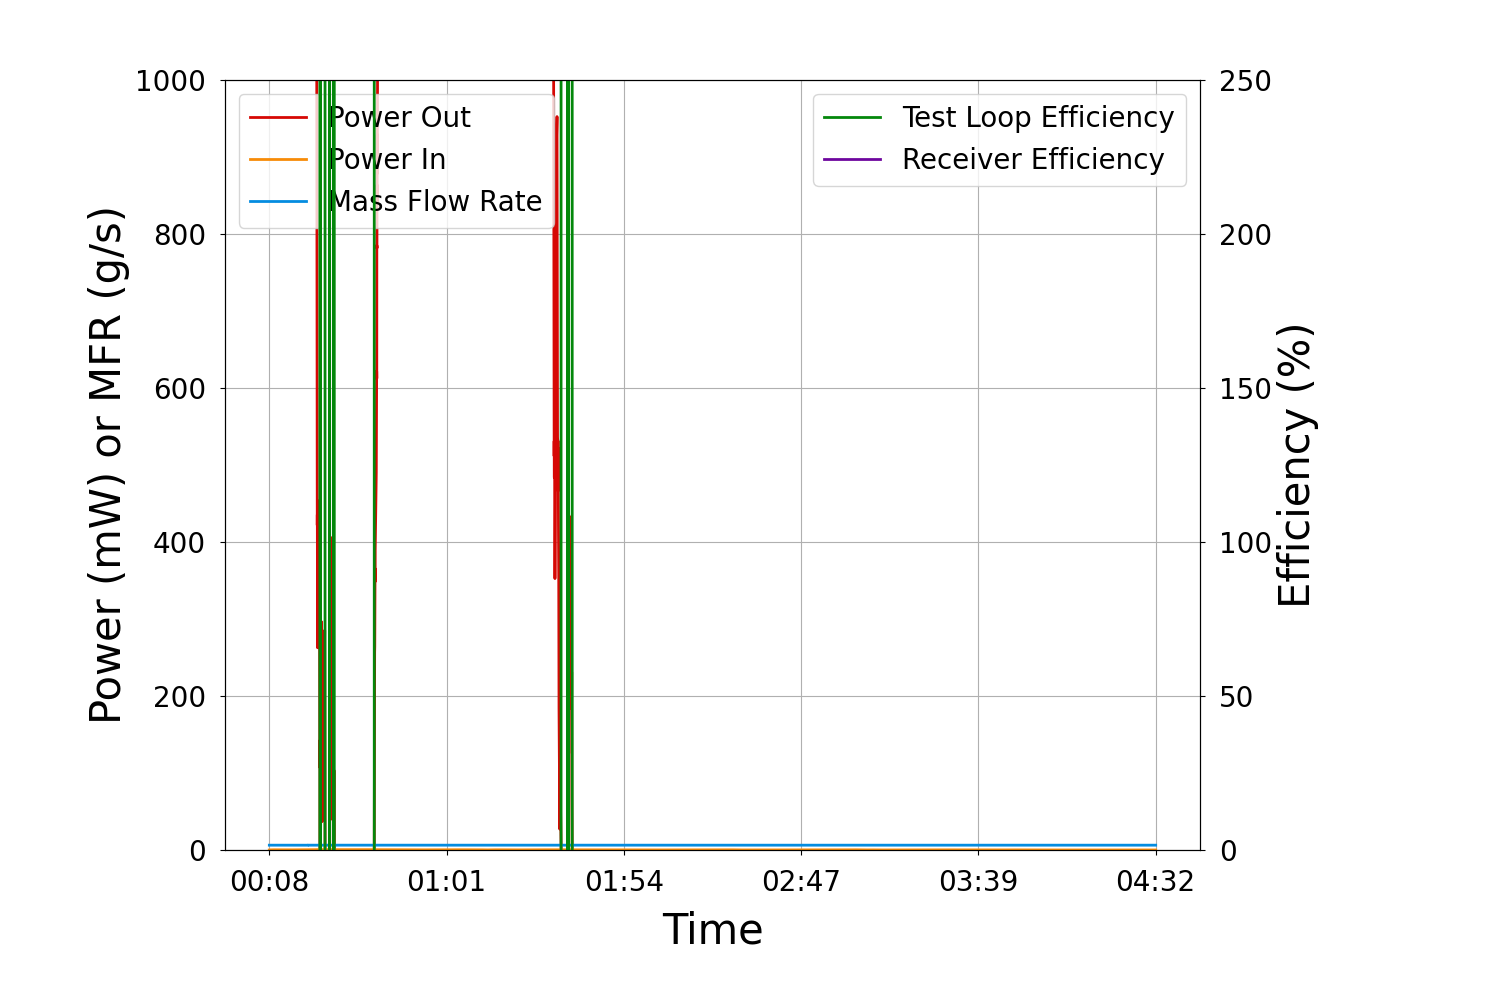 1000
800
600
400
200
0
Power (mW) or MFR (g/s)
Power Out
Power In
Mass Flow Rate
Test Loop Efficiency
Receiver Efficiency
250
200
150
100
50
0
Efficiency (%)
00:08 01:01 01:54 02:47 03:39 04:32
Time